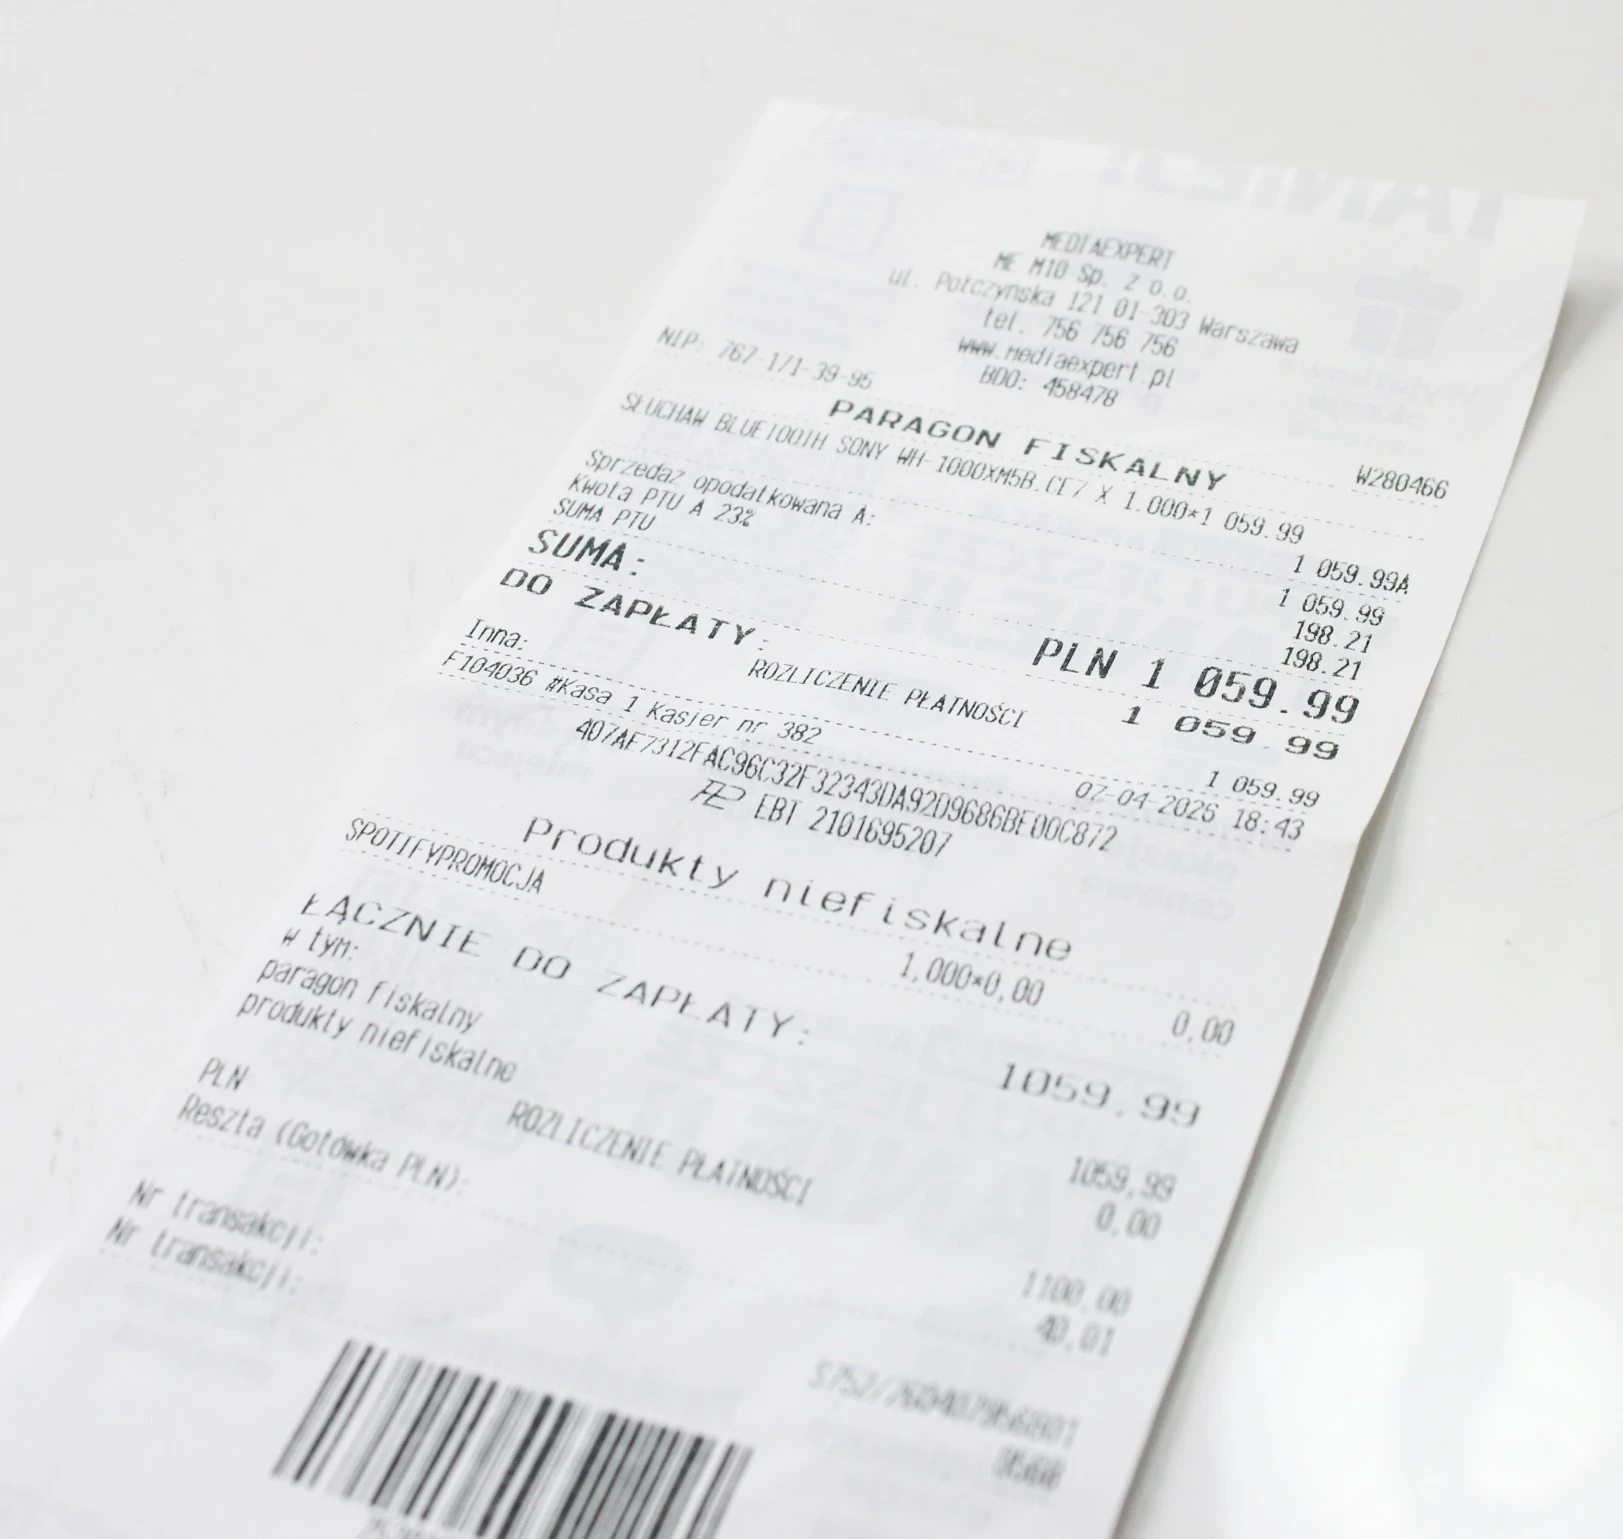 MEDIAEXPERT
ME M10 Sp. z o.o.
ul. Połczyńska 121 01-303 Warszawa
tel. 756 756 756
www.mediaexpert.pl
NIP: 767-171-39-95 BDO: 458478
PARAGON FISKALNY W280466
SŁUCHAW BLUETOOTH SONY WH-1000XM5B.CE7 X 1.000*1 059.99
1 059.99A
Sprzedaż opodatkowana A: 1 059.99
Kwota PTU A 23% 198.21
SUMA PTU 198.21
SUMA: PLN 1 059.99
DO ZAPŁATY: 1 059.99
ROZLICZENIE PŁATNOŚCI
Inna: 1 059.99
F104036 #Kasa 1 Kasjer nr 382 07-04-2026 18:43
407AE7312FAC96C32F32343DA92D9686BE00C872
EBT 2101695207
Produkty niefiskalne
SPOTIFYPROMOCJA
1,000*0,00 0,00
ŁĄCZNIE DO ZAPŁATY: 1059,99
w tym:
paragon fiskalny 1059,99
produkty niefiskalne 0,00
ROZLICZENIE PŁATNOŚCI
PLN 1100,00
Reszta (Gotówka PLN): 40,01
Nr transakcji:
Nr transakcji: